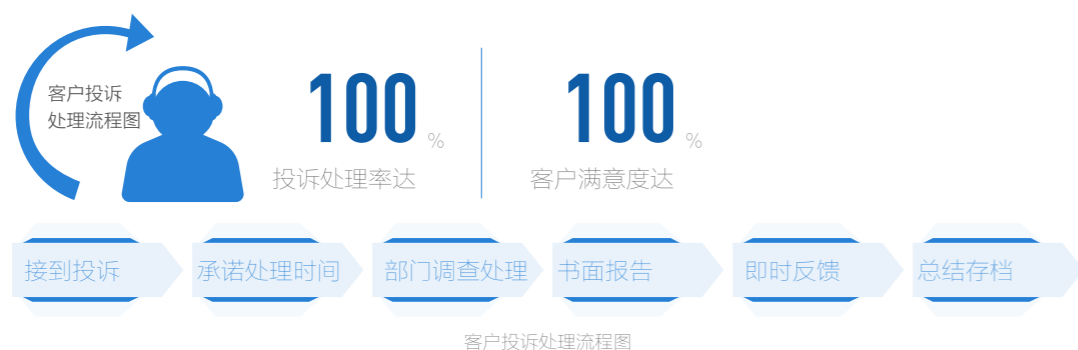 客户投诉
处理流程图
100%
投诉处理率达
100%
客户满意度达
接到投诉
承诺处理时间
部门调查处理
书面报告
即时反馈
总结存档
客户投诉处理流程图